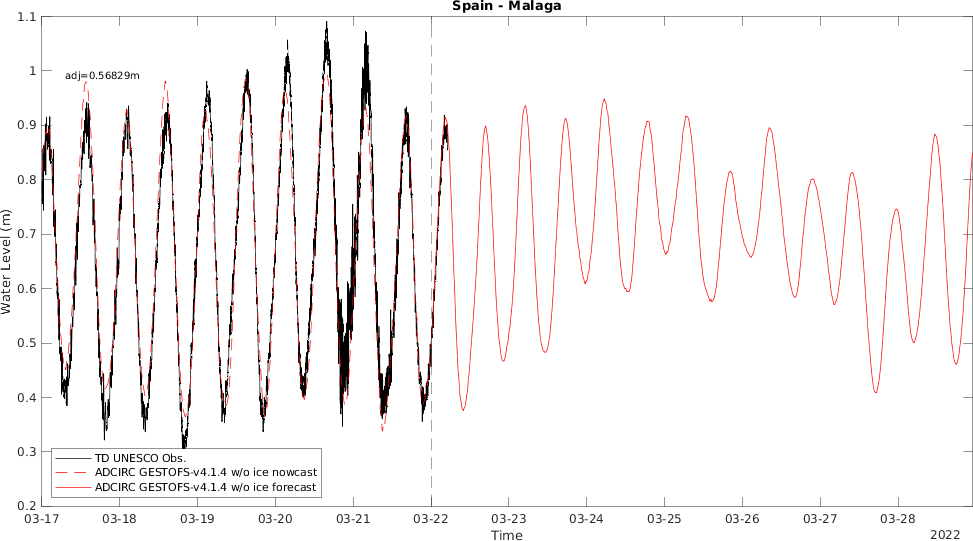 Spain - Malaga
1.1
1
0.9
0.8
0.7
0.6
0.5
0.4
0.3
0.2
Water Level (m)
adj=0.56829m
TD UNESCO Obs.
ADCIRC GESTOFS-v4.1.4 w/o ice nowcast
ADCIRC GESTOFS-v4.1.4 w/o ice forecast
03-17 03-18 03-19 03-20 03-21 03-22 03-23 03-24 03-25 03-26 03-27 03-28
Time
2022